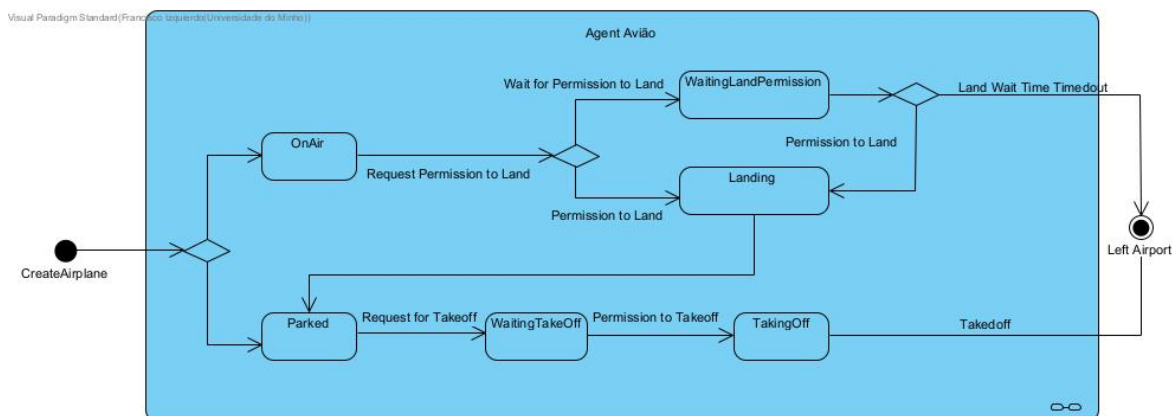 Visual Paradigm Standard(Francisco Izquierdo(Universidade do Minho))
Agent Avião
Wait for Permission to Land
WaitingLandPermission
Land Wait Time Timedout
OnAir
Request Permission to Land
Permission to Land
Landing
Permission to Land
CreateAirplane
Left Airport
Parked
Request for Takeoff
WaitingTakeOff
Permission to Takeoff
TakingOff
Takedoff